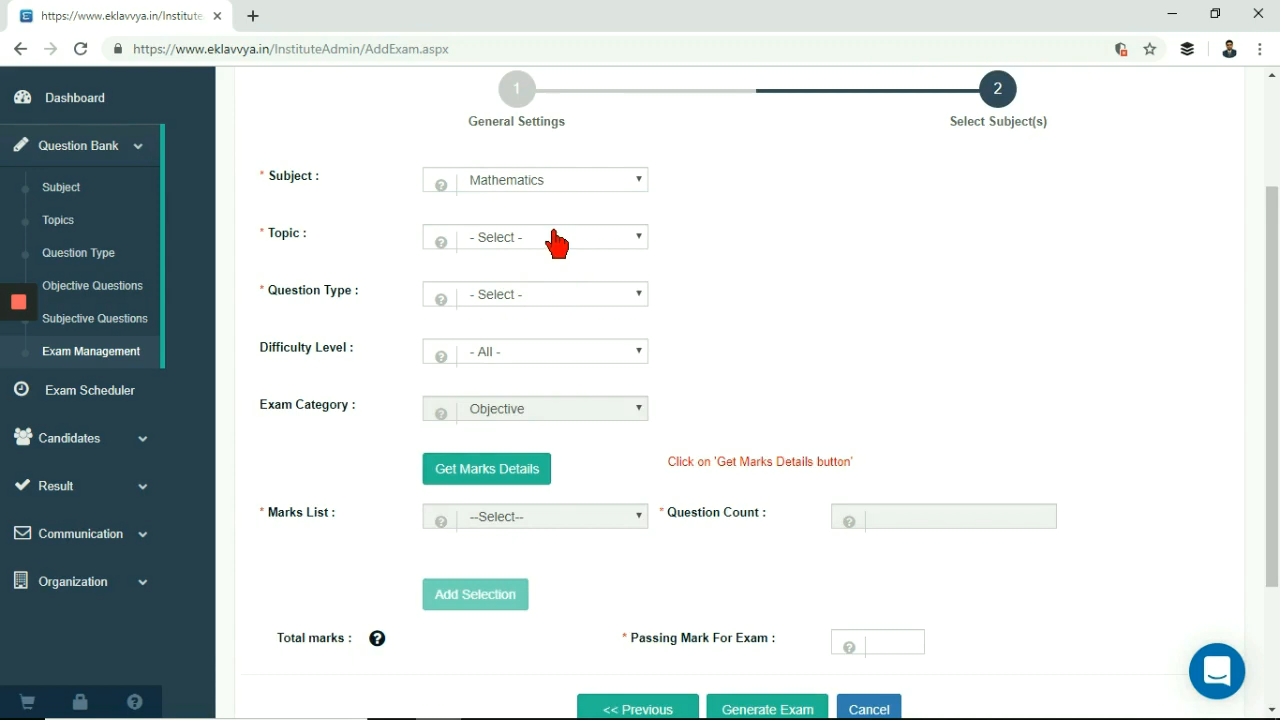 https://www.eklavvya.in/Institute
https://www.eklavvya.in/InstituteAdmin/AddExam.aspx
Dashboard
Question Bank
Subject
Topics
Question Type
Objective Questions
Subjective Questions
Exam Management
Exam Scheduler
Candidates
Result
Communication
Organization
1
2
General Settings
Select Subject(s)
* Subject :
Mathematics
* Topic :
- Select -
* Question Type :
- Select -
Difficulty Level :
- All -
Exam Category :
Objective
Get Marks Details
Click on 'Get Marks Details button'
* Marks List :
--Select--
* Question Count :
Add Selection
Total marks :
* Passing Mark For Exam :
<< Previous
Generate Exam
Cancel